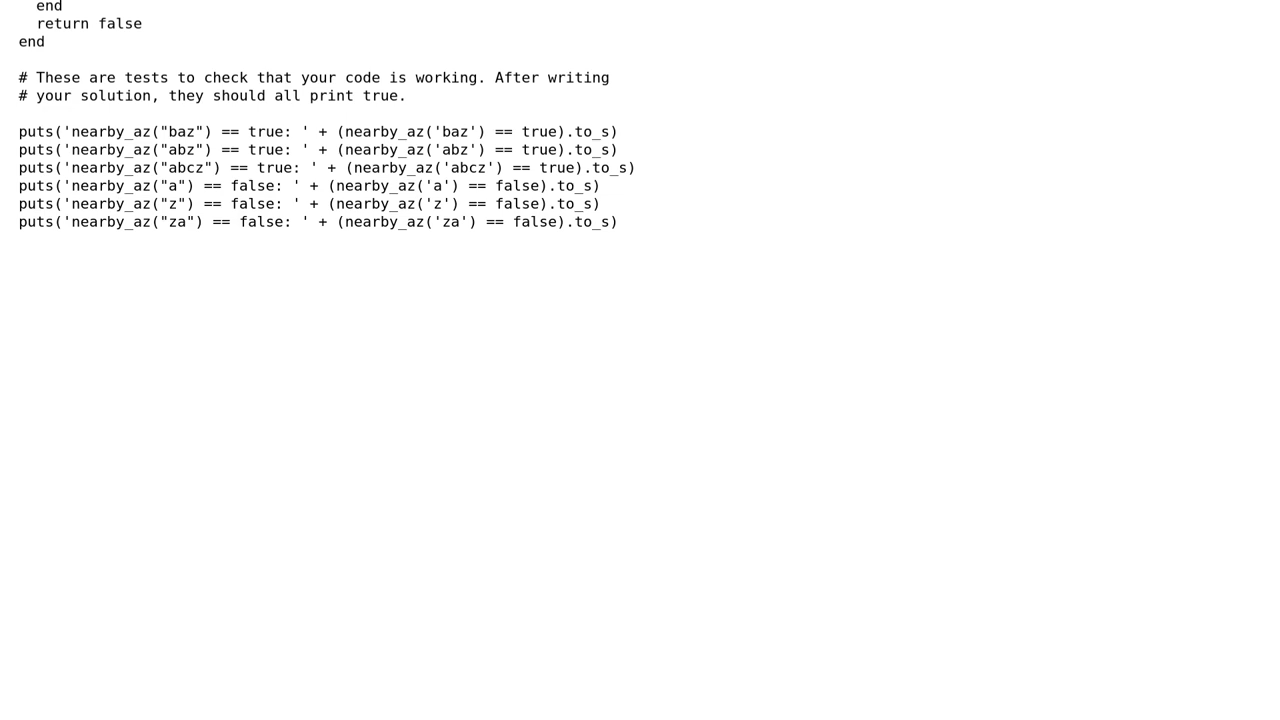 end
return false
end
# These are tests to check that your code is working. After writing
# your solution, they should all print true.
puts('nearby_az("baz") == true: ' + (nearby_az('baz') == true).to_s)
puts('nearby_az("abz") == true: ' + (nearby_az('abz') == true).to_s)
puts('nearby_az("abcz") == true: ' + (nearby_az('abcz') == true).to_s)
puts('nearby_az("a") == false: ' + (nearby_az('a') == false).to_s)
puts('nearby_az("z") == false: ' + (nearby_az('z') == false).to_s)
puts('nearby_az("za") == false: ' + (nearby_az('za') == false).to_s)